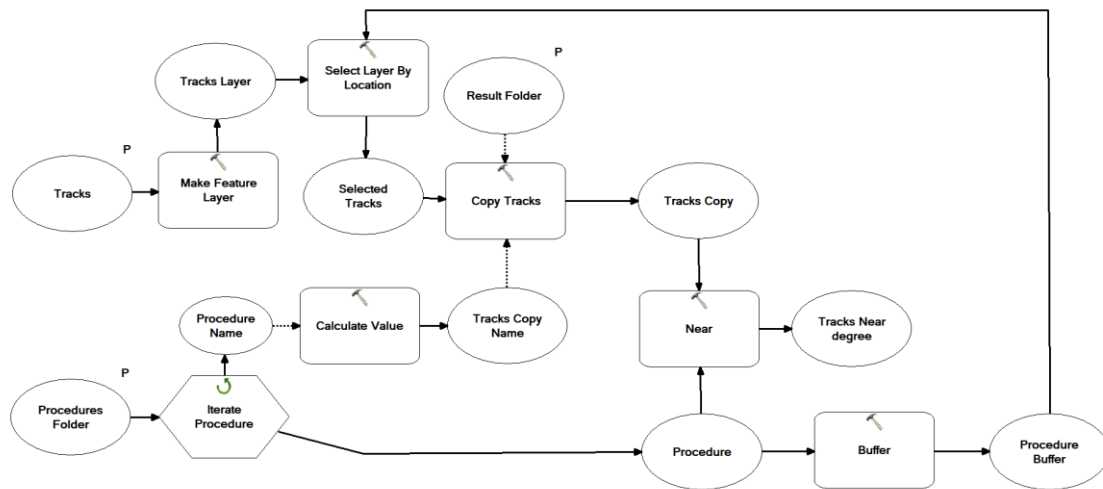 P
Select Layer By
Location
Tracks Layer
Result Folder
P
Tracks
Make Feature
Layer
Selected
Tracks
Copy Tracks
Tracks Copy
Procedure
Name
Calculate Value
Tracks Copy
Name
Near
Tracks Near
degree
P
Procedures
Folder
Iterate
Procedure
Procedure
Buffer
Procedure
Buffer